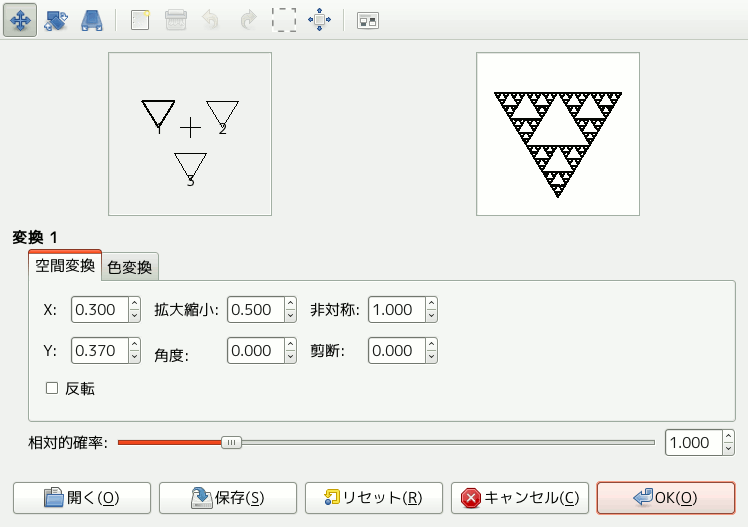 1 2
3
変換 1
空間変換 色変換
X: 0.300 拡大縮小: 0.500 非対称: 1.000
Y: 0.370 角度: 0.000 剪断: 0.000
反転
相対的確率: 1.000
開く(O) 保存(S) リセット(R) キャンセル(C) OK(O)